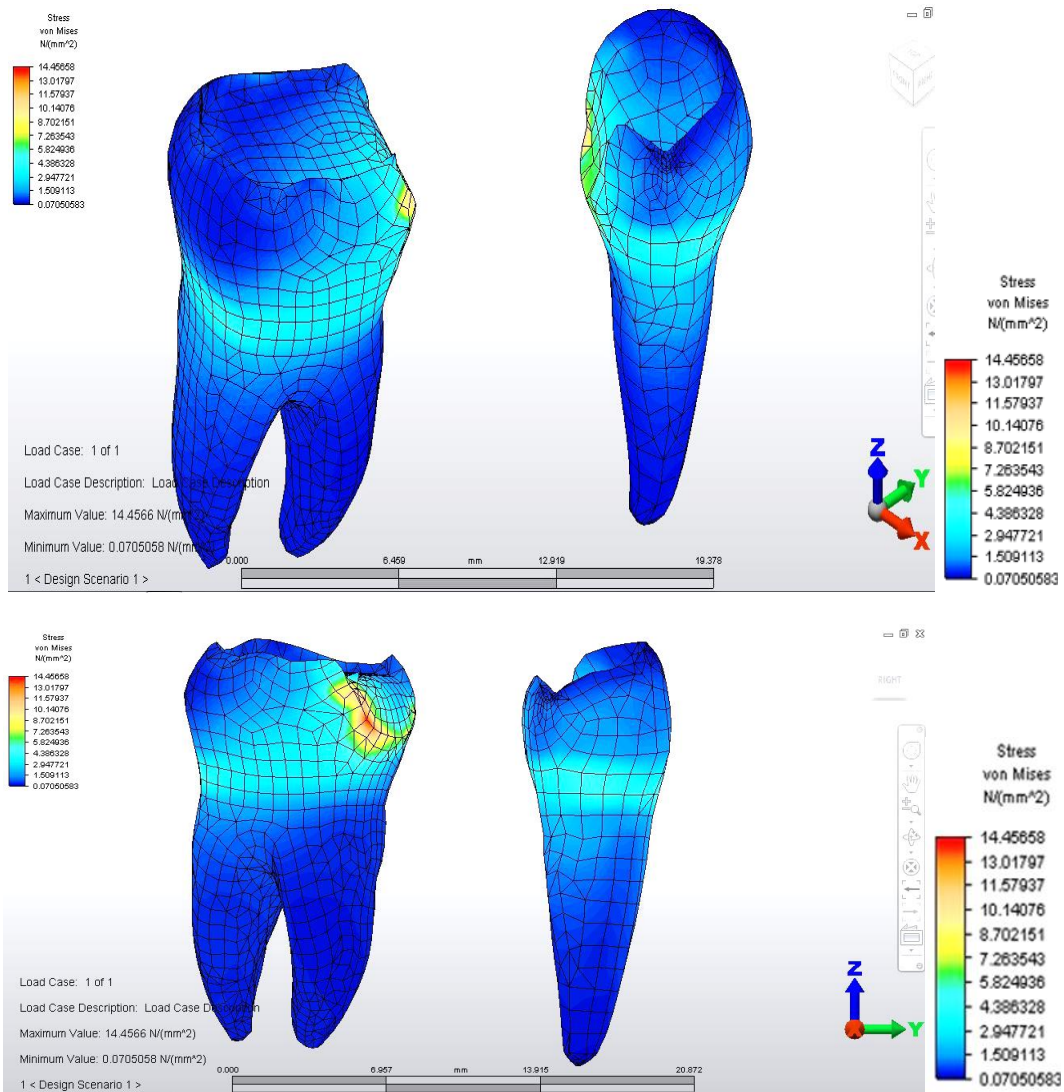 Stress
von Mises
N/(mm^2)
14.45658
13.01797
11.57937
10.14076
8.702151
7.263543
5.824936
4.386328
2.947721
1.509113
0.07050583
Load Case: 1 of 1
Load Case Description: Load Case Description
Maximum Value: 14.4566 N/(mm^2)
Minimum Value: 0.0705058 N/(mm^2)
0.000 6.459 mm 12.919 19.378
1 < Design Scenario 1 >
Z
Y
X
Stress
von Mises
N/(mm^2)
14.45658
13.01797
11.57937
10.14076
8.702151
7.263543
5.824936
4.386328
2.947721
1.509113
0.07050583
Stress
von Mises
N/(mm^2)
14.45658
13.01797
11.57937
10.14076
8.702151
7.263543
5.824936
4.386328
2.947721
1.509113
0.07050583
RIGHT
Load Case: 1 of 1
Load Case Description: Load Case Description
Maximum Value: 14.4566 N/(mm^2)
Minimum Value: 0.0705058 N/(mm^2)
0.000 6.957 mm 13.915 20.872
1 < Design Scenario 1 >
Z
Y
Stress
von Mises
N/(mm^2)
14.45658
13.01797
11.57937
10.14076
8.702151
7.263543
5.824936
4.386328
2.947721
1.509113
0.07050583